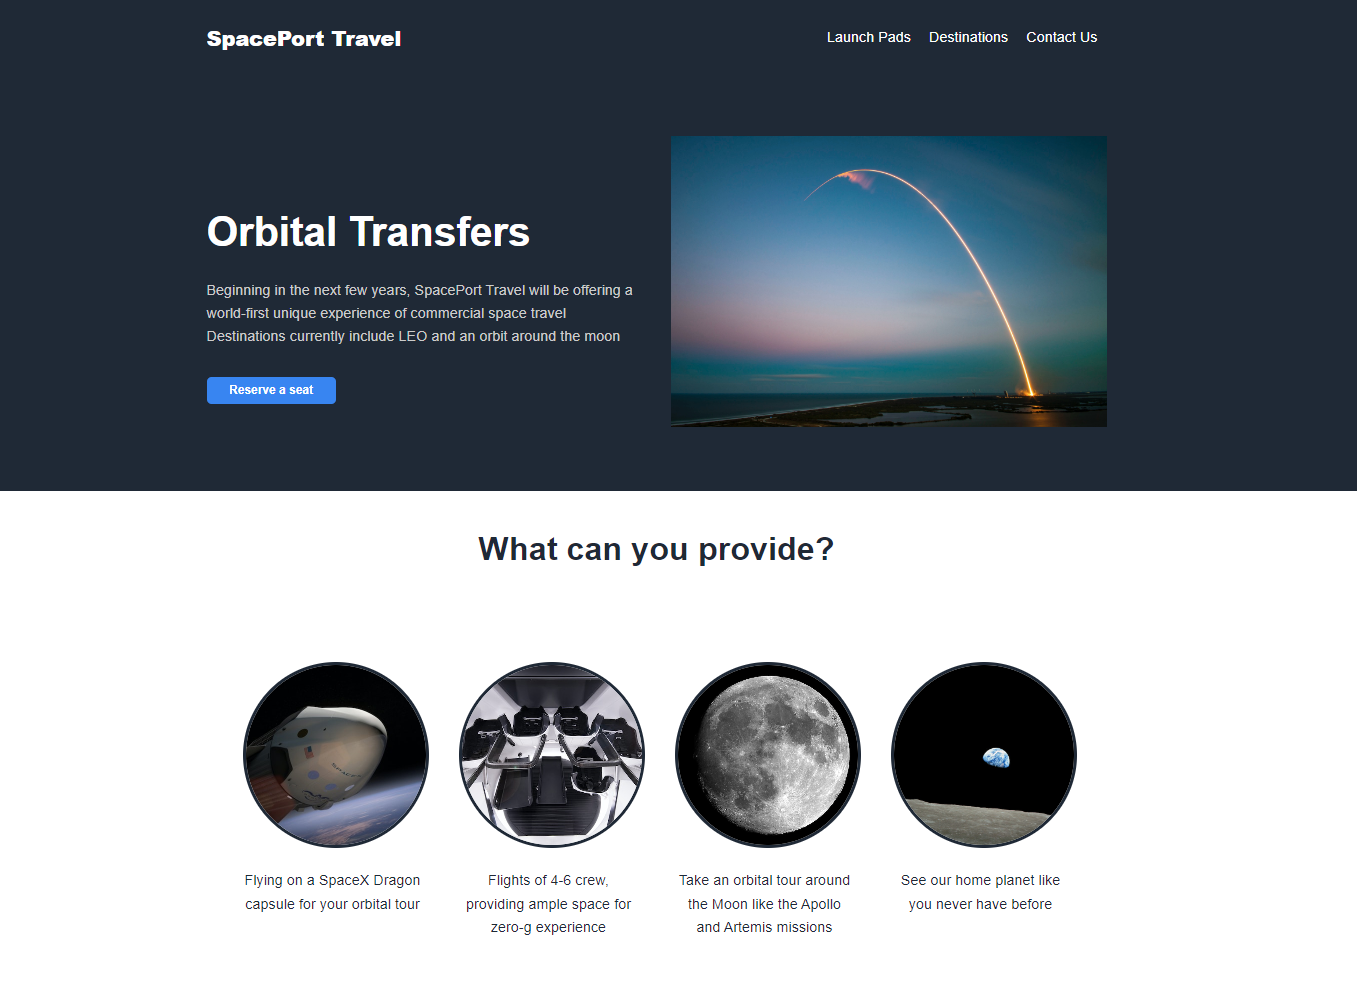 SpacePort Travel
Launch Pads Destinations Contact Us
Orbital Transfers
Beginning in the next few years, SpacePort Travel will be offering a
world-first unique experience of commercial space travel
Destinations currently include LEO and an orbit around the moon
Reserve a seat
What can you provide?
Flying on a SpaceX Dragon
capsule for your orbital tour
Flights of 4-6 crew,
providing ample space for
zero-g experience
Take an orbital tour around
the Moon like the Apollo
and Artemis missions
See our home planet like
you never have before